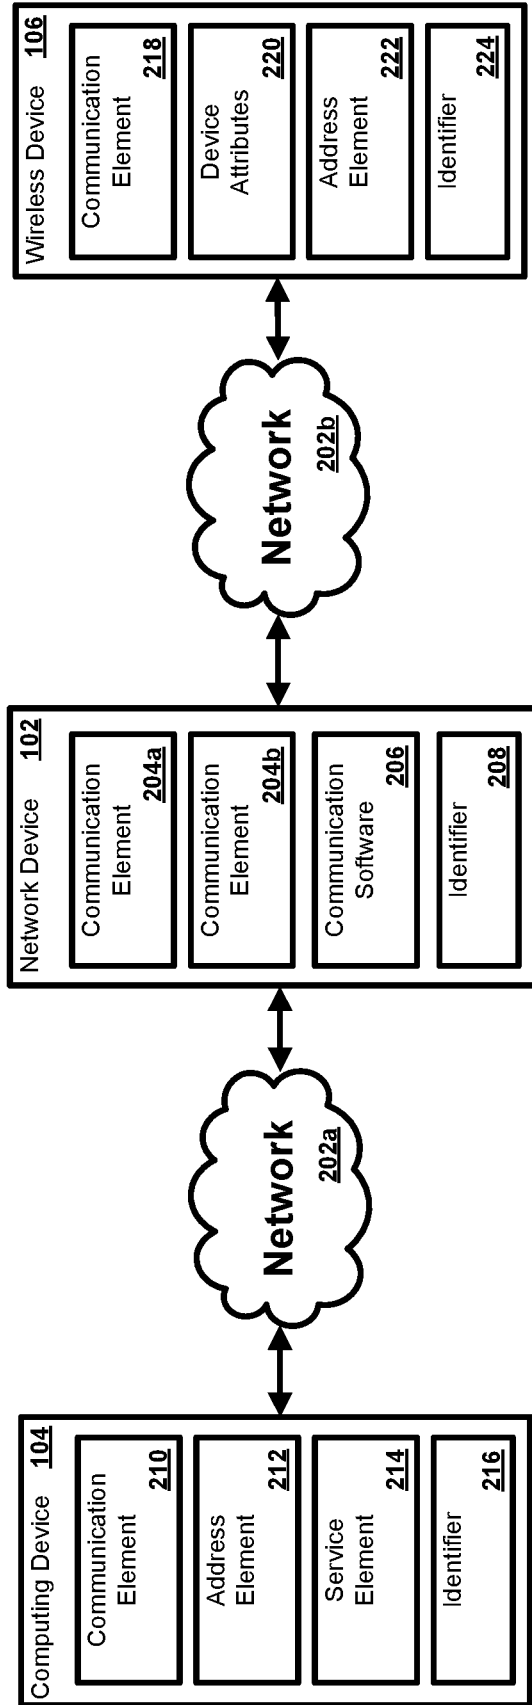 Computing Device 104
Communication
Element
210
Address
Element
212
Service
Element
214
Identifier
216
Network
202a
Network Device 102
Communication
Element
204a
Communication
Element
204b
Communication
Software
206
Identifier
208
Network
202b
Wireless Device 106
Communication
Element
218
Device
Attributes
220
Address
Element
222
Identifier
224